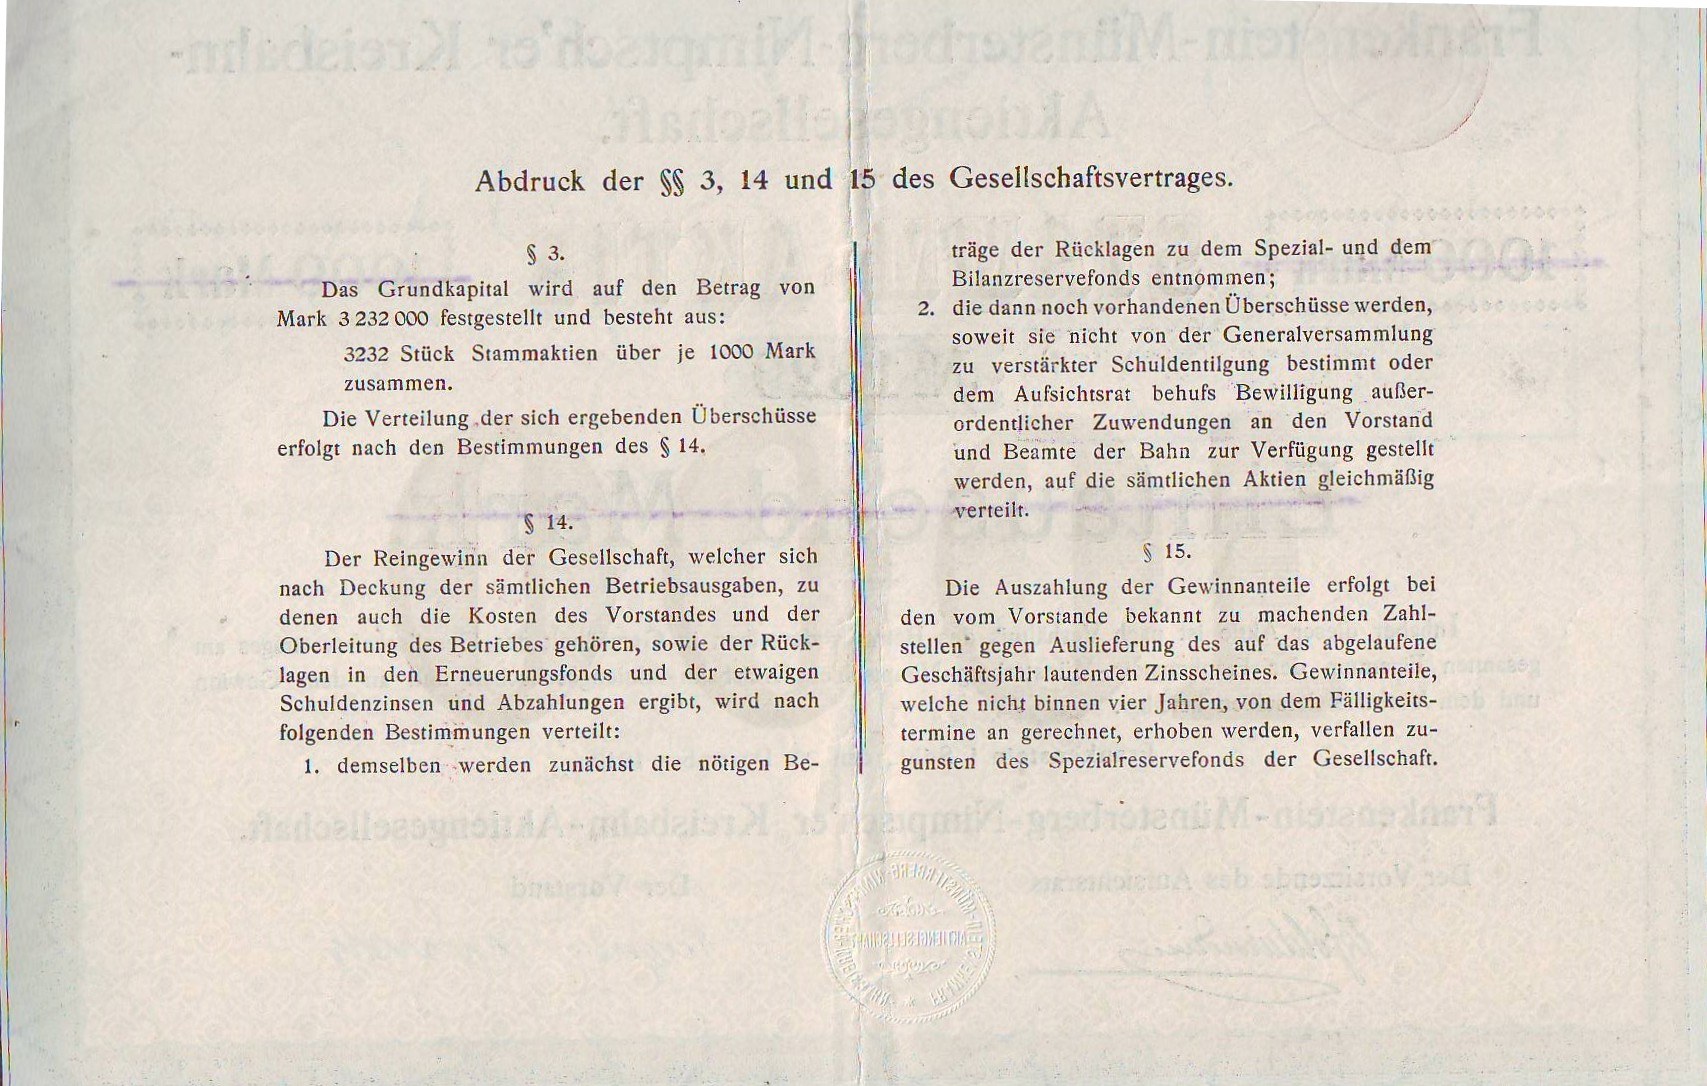 Abdruck der §§ 3, 14 und 15 des Gesellschaftsvertrages.
§ 3.
Das Grundkapital wird auf den Betrag von
Mark 3 232 000 festgestellt und besteht aus:
3232 Stück Stammaktien über je 1000 Mark
zusammen.
Die Verteilung der sich ergebenden Überschüsse
erfolgt nach den Bestimmungen des § 14.
§ 14.
Der Reingewinn der Gesellschaft, welcher sich
nach Deckung der sämtlichen Betriebsausgaben, zu
denen auch die Kosten des Vorstandes und der
Oberleitung des Betriebes gehören, sowie der Rück-
lagen in den Erneuerungsfonds und der etwaigen
Schuldenzinsen und Abzahlungen ergibt, wird nach
folgenden Bestimmungen verteilt:
1. demselben werden zunächst die nötigen Be-
träge der Rücklagen zu dem Spezial- und dem
Bilanzreservefonds entnommen;
2. die dann noch vorhandenen Überschüsse werden,
soweit sie nicht von der Generalversammlung
zu verstärkter Schuldentilgung bestimmt oder
dem Aufsichtsrat behufs Bewilligung außer-
ordentlicher Zuwendungen an den Vorstand
und Beamte der Bahn zur Verfügung gestellt
werden, auf die sämtlichen Aktien gleichmäßig
verteilt.
§ 15.
Die Auszahlung der Gewinnanteile erfolgt bei
den vom Vorstande bekannt zu machenden Zahl-
stellen gegen Auslieferung des auf das abgelaufene
Geschäftsjahr lautenden Zinsscheines. Gewinnanteile,
welche nicht binnen vier Jahren, von dem Fälligkeits-
termine an gerechnet, erhoben werden, verfallen zu-
gunsten des Spezialreservefonds der Gesellschaft.